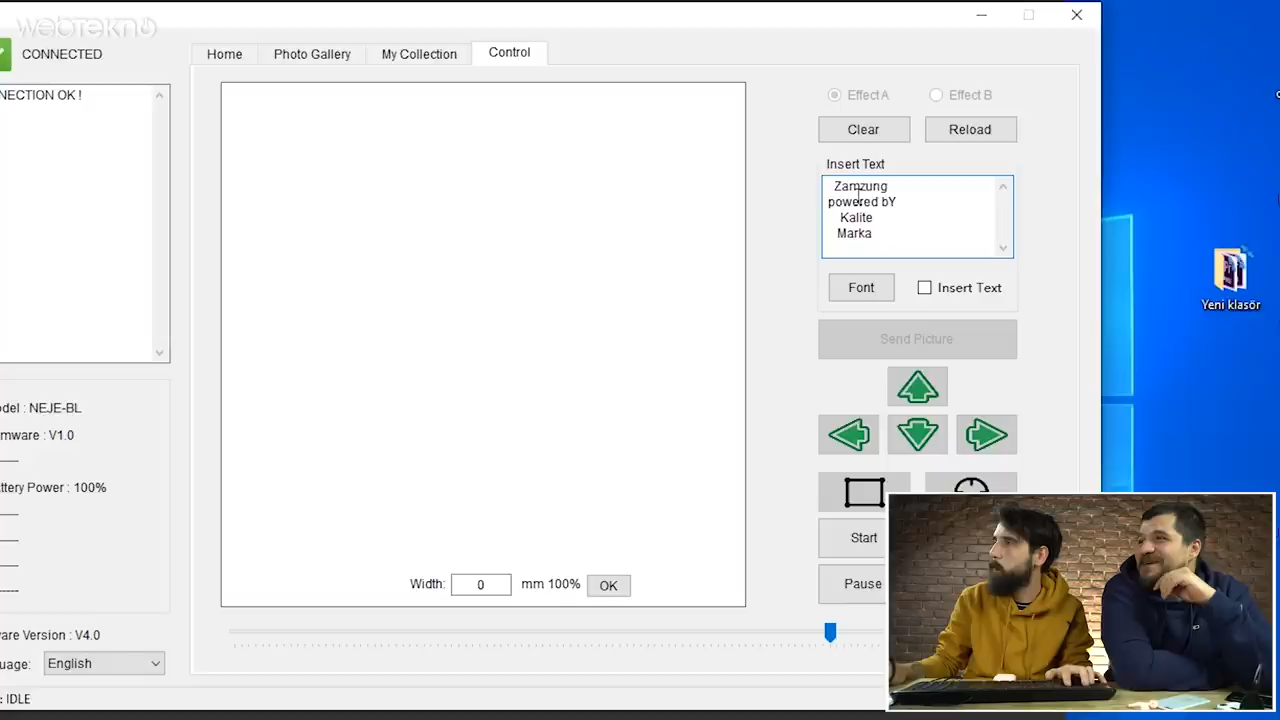 webtekno
CONNECTED
NECTION OK !
odel : NEJE-BL
mware : V1.0
ttery Power : 100%
are Version : V4.0
uage: English
: IDLE
Home
Photo Gallery
My Collection
Control
Width: 0 mm 100% OK
Effect A
Effect B
Clear
Reload
Insert Text
Zamzung
powered bY
Kalite
Marka
Font
Insert Text
Send Picture
Start
Pause
Yeni klasör